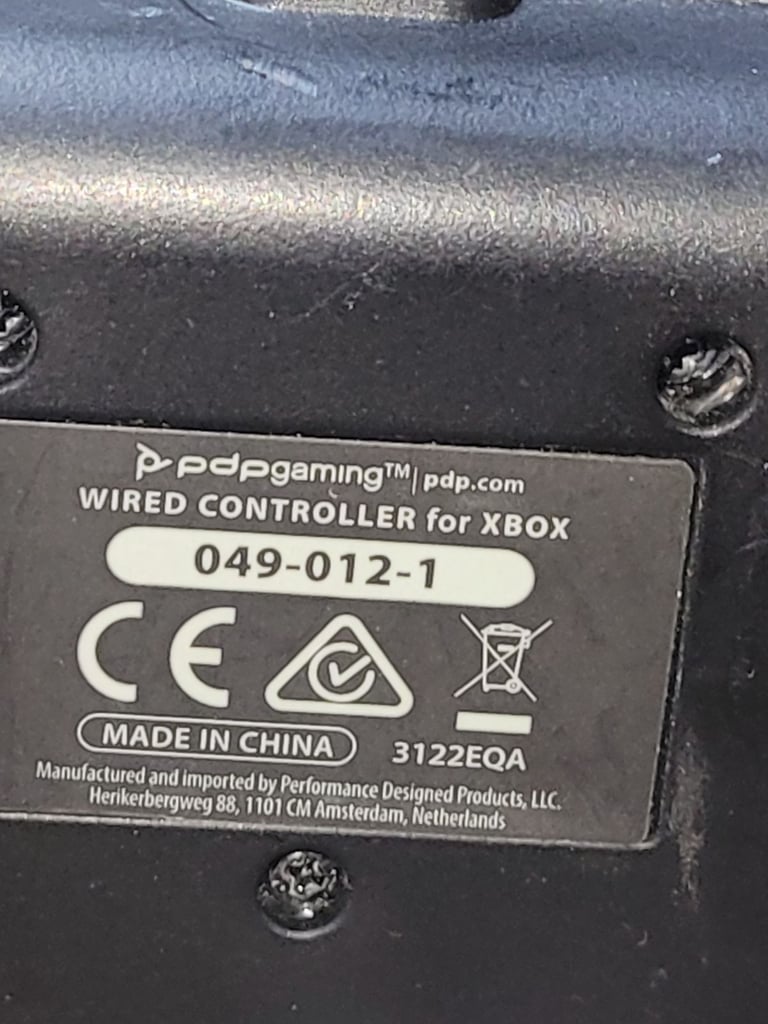 pdpgaming™| pdp.com
WIRED CONTROLLER for XBOX
049-012-1
CE
MADE IN CHINA 3122EQA
Manufactured and imported by Performance Designed Products, LLC.
Herikerbergweg 88, 1101 CM Amsterdam, Netherlands